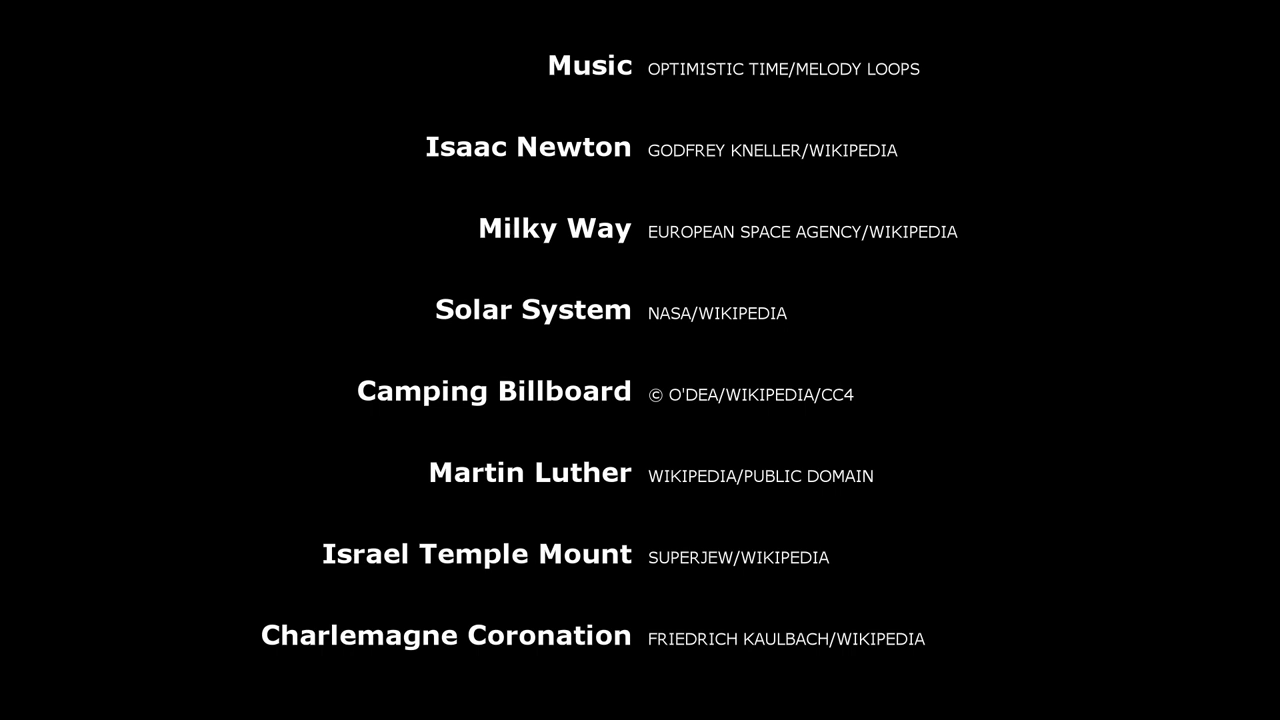 Music OPTIMISTIC TIME/MELODY LOOPS
Isaac Newton GODFREY KNELLER/WIKIPEDIA
Milky Way EUROPEAN SPACE AGENCY/WIKIPEDIA
Solar System NASA/WIKIPEDIA
Camping Billboard © O'DEA/WIKIPEDIA/CC4
Martin Luther WIKIPEDIA/PUBLIC DOMAIN
Israel Temple Mount SUPERJEW/WIKIPEDIA
Charlemagne Coronation FRIEDRICH KAULBACH/WIKIPEDIA